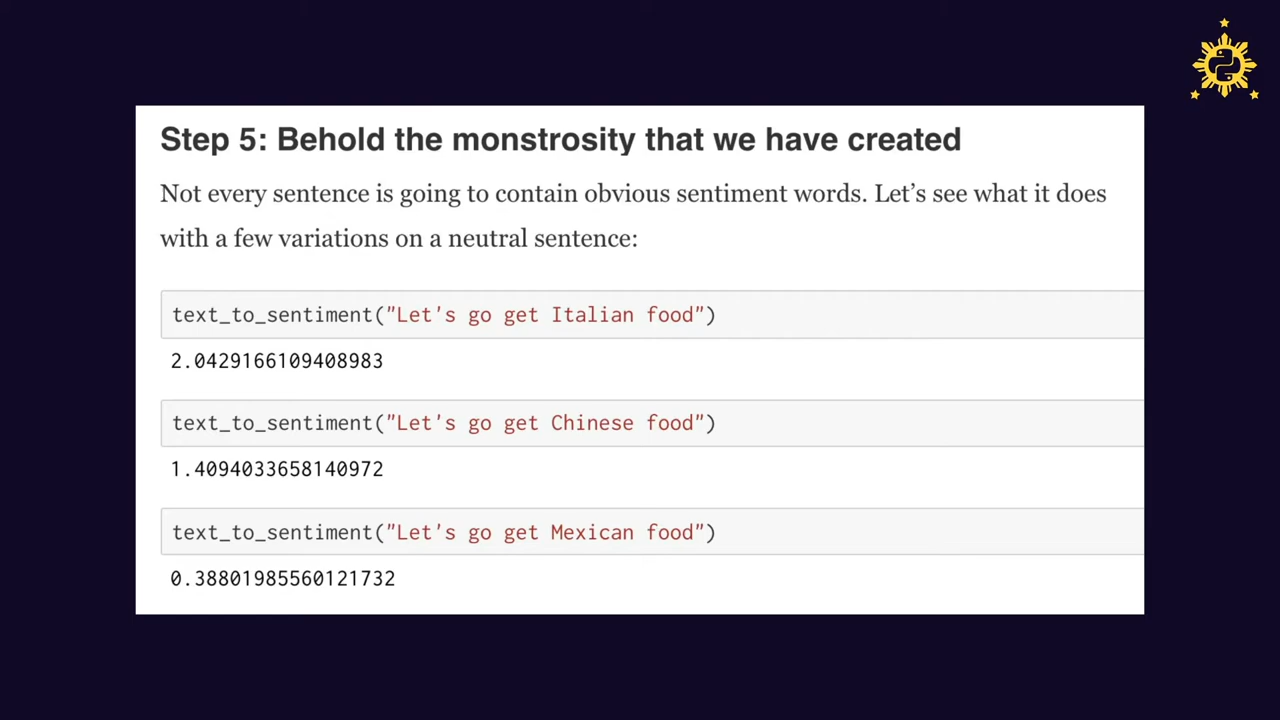 Step 5: Behold the monstrosity that we have created
Not every sentence is going to contain obvious sentiment words. Let’s see what it does
with a few variations on a neutral sentence:
text_to_sentiment("Let's go get Italian food")
2.0429166109408983
text_to_sentiment("Let's go get Chinese food")
1.4094033658140972
text_to_sentiment("Let's go get Mexican food")
0.38801985560121732